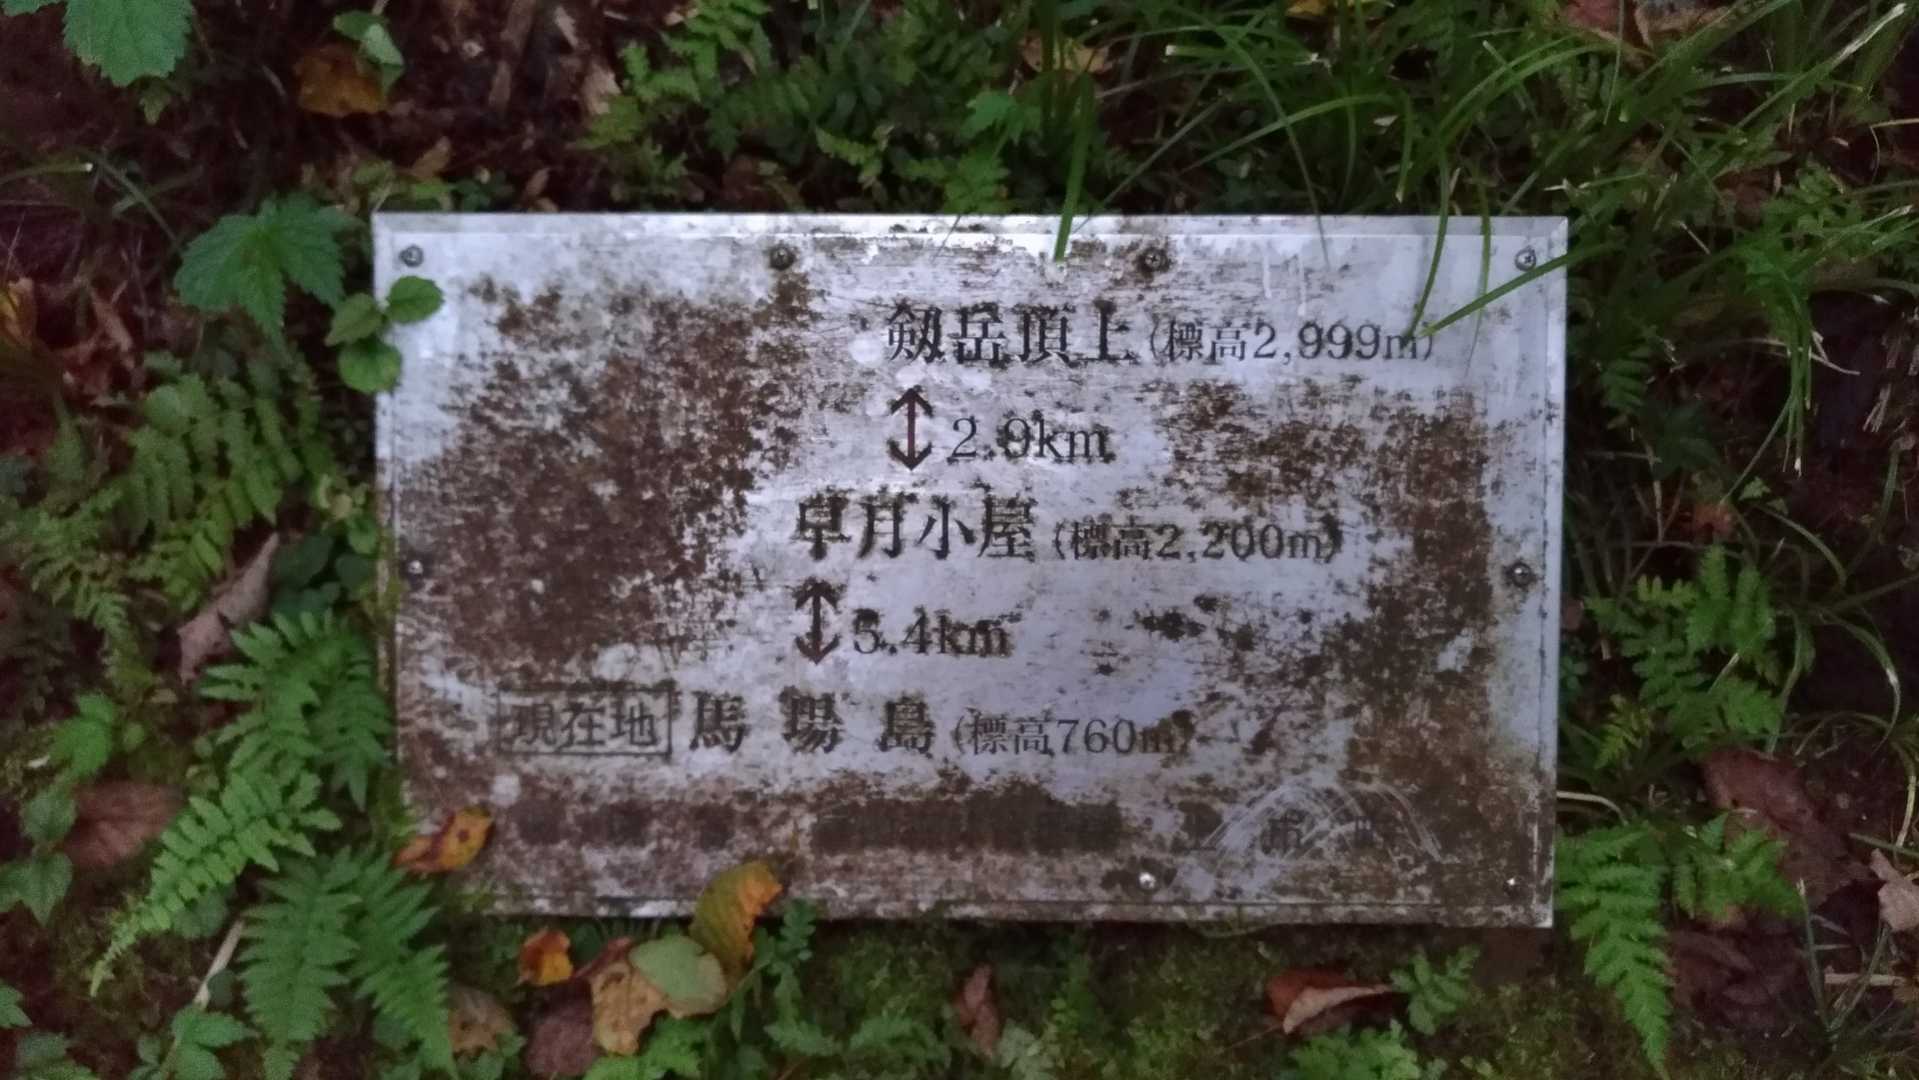 剱岳頂上(標高2,999m)
2.9km
早月小屋(標高2,200m)
5.4km
現在地 馬場島(標高760m)